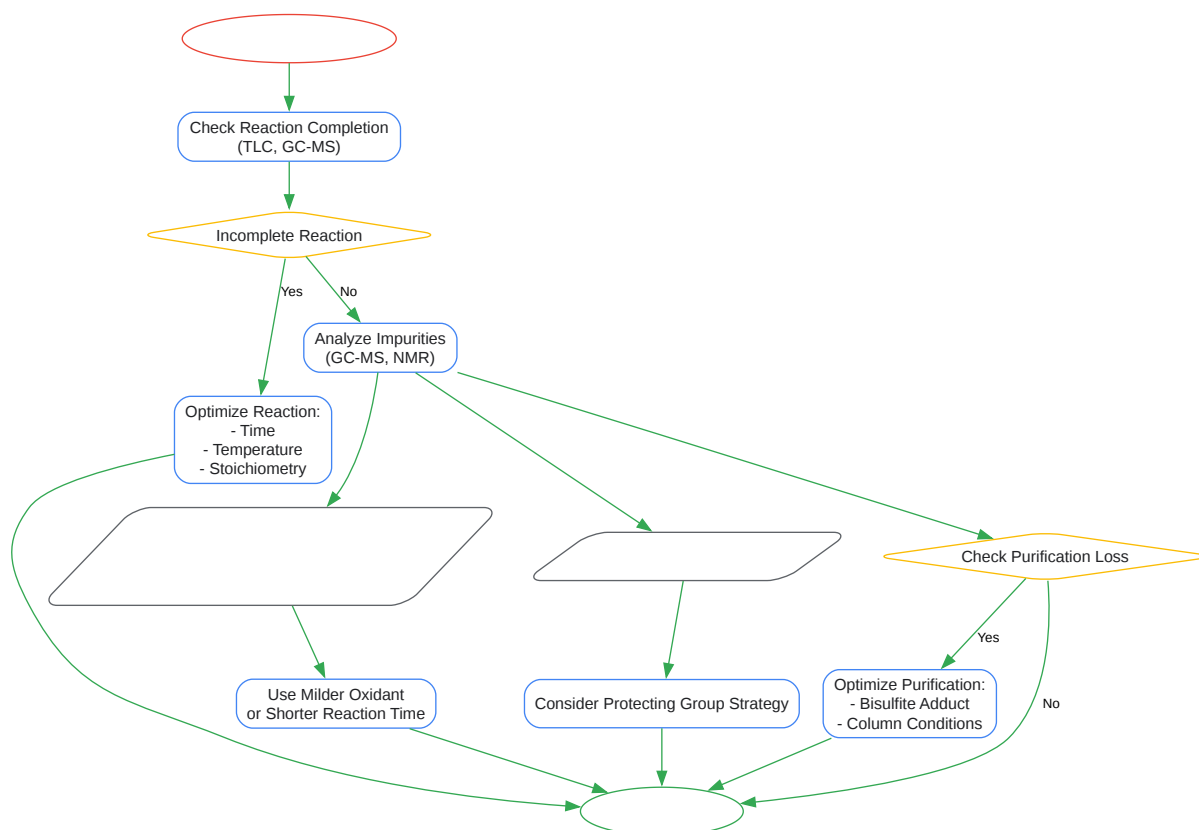 Check Reaction Completion
(TLC, GC-MS)
Incomplete Reaction
Yes
No
Analyze Impurities
(GC-MS, NMR)
Optimize Reaction:
- Time
- Temperature
- Stoichiometry
Check Purification Loss
Yes
No
Use Milder Oxidant
or Shorter Reaction Time
Consider Protecting Group Strategy
Optimize Purification:
- Bisulfite Adduct
- Column Conditions